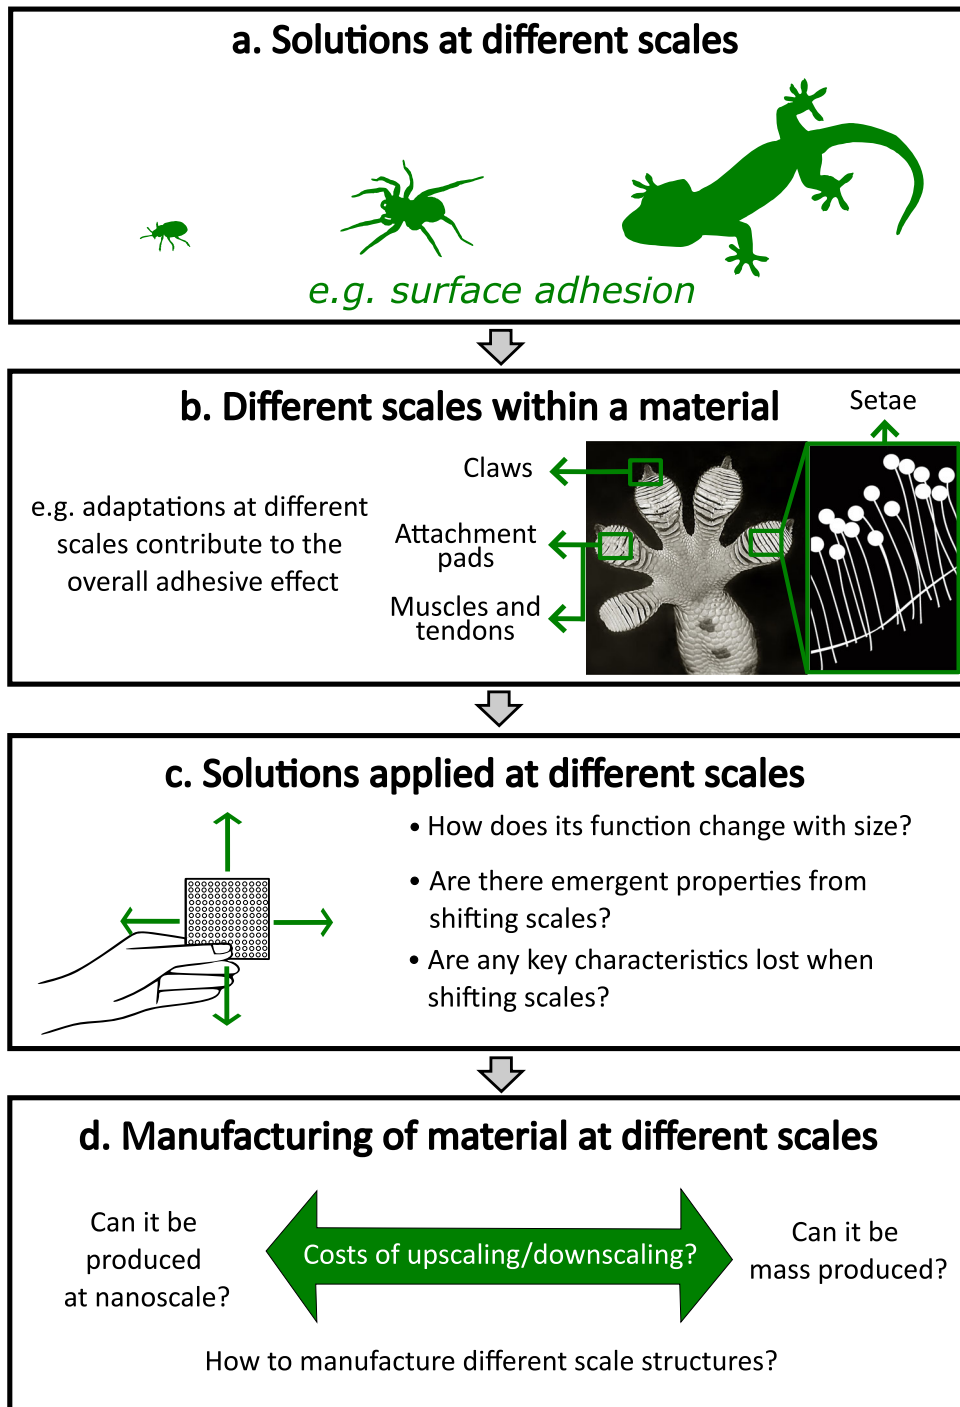 a. Solutions at different scales
e.g. surface adhesion
b. Different scales within a material
Setae
Claws
e.g. adaptations at different
scales contribute to the
overall adhesive effect
Attachment
pads
Muscles and
tendons
c. Solutions applied at different scales
• How does its function change with size?
• Are there emergent properties from
shifting scales?
• Are any key characteristics lost when
shifting scales?
d. Manufacturing of material at different scales
Can it be
produced
at nanoscale?
Costs of upscaling/downscaling?
Can it be
mass produced?
How to manufacture different scale structures?